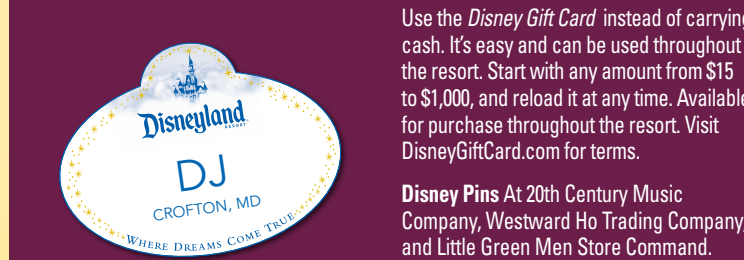 Disneyland
RESORT
DJ
CROFTON, MD
WHERE DREAMS COME TRUE
Use the Disney Gift Card instead of carrying
cash. It’s easy and can be used throughout
the resort. Start with any amount from $15
to $1,000, and reload it at any time. Available
for purchase throughout the resort. Visit
DisneyGiftCard.com for terms.
Disney Pins At 20th Century Music
Company, Westward Ho Trading Company,
and Little Green Men Store Command.